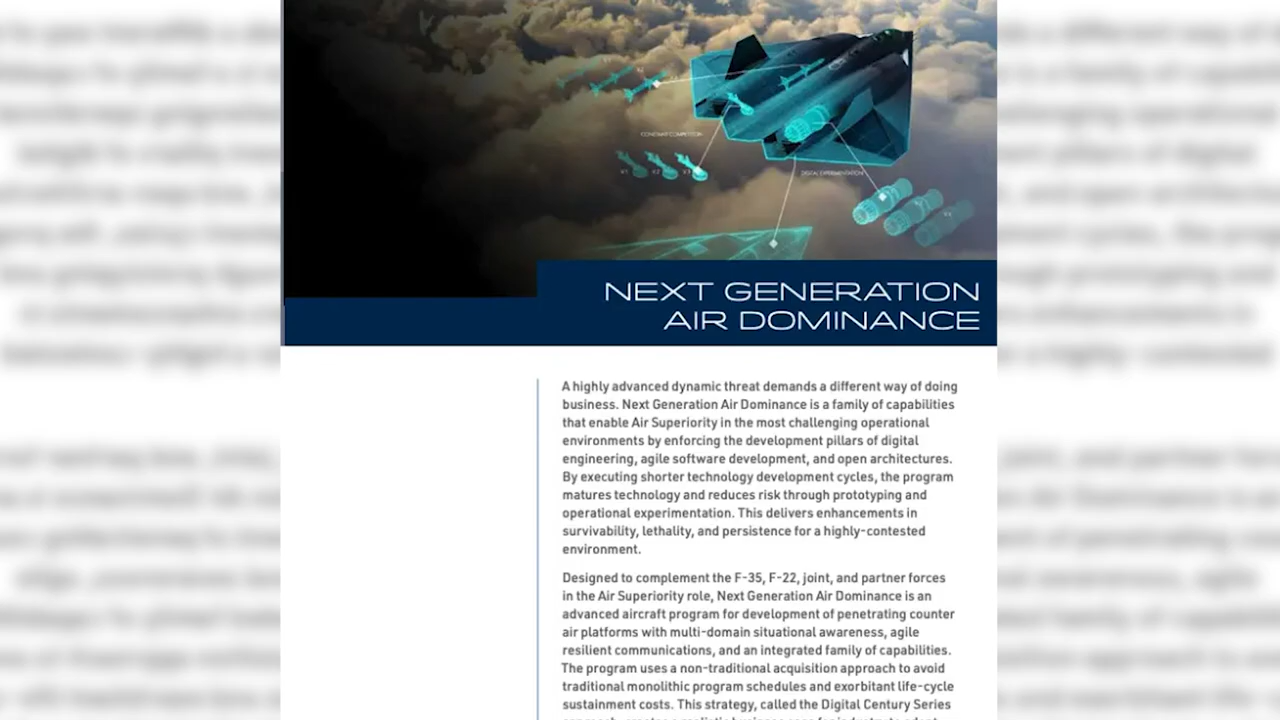 CONTINUOUS COMPETITION
V1 V2 V3
DIGITAL EXPERIMENTATION
NEXT GENERATION
AIR DOMINANCE
A highly advanced dynamic threat demands a different way of doing
business. Next Generation Air Dominance is a family of capabilities
that enable Air Superiority in the most challenging operational
environments by enforcing the development pillars of digital
engineering, agile software development, and open architectures.
By executing shorter technology development cycles, the program
matures technology and reduces risk through prototyping and
operational experimentation. This delivers enhancements in
survivability, lethality, and persistence for a highly-contested
environment.
Designed to complement the F-35, F-22, joint, and partner forces
in the Air Superiority role, Next Generation Air Dominance is an
advanced aircraft program for development of penetrating counter
air platforms with multi-domain situational awareness, agile
resilient communications, and an integrated family of capabilities.
The program uses a non-traditional acquisition approach to avoid
traditional monolithic program schedules and exorbitant life-cycle
sustainment costs. This strategy, called the Digital Century Series